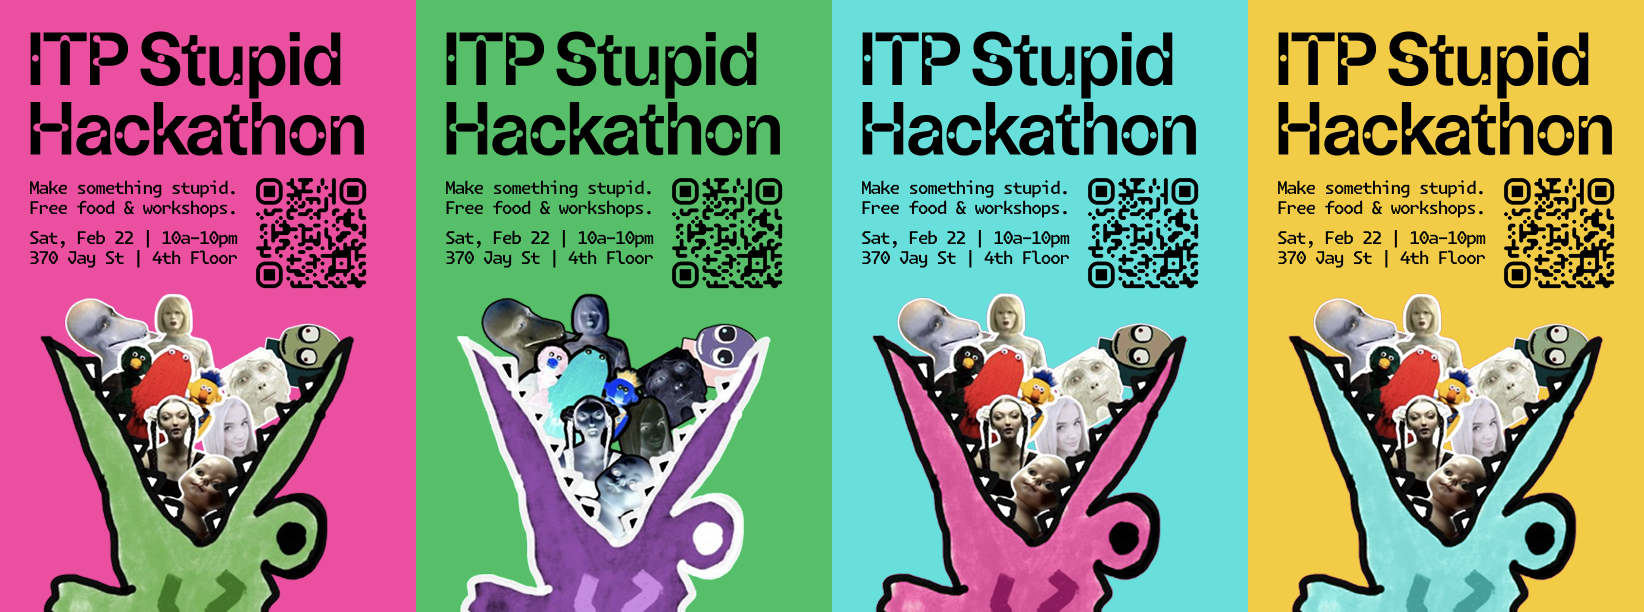 ITP Stupid
Hackathon
Make something stupid.
Free food & workshops.
Sat, Feb 22 | 10a-10pm
370 Jay St | 4th Floor
ITP Stupid
Hackathon
Make something stupid.
Free food & workshops.
Sat, Feb 22 | 10a-10pm
370 Jay St | 4th Floor
ITP Stupid
Hackathon
Make something stupid.
Free food & workshops.
Sat, Feb 22 | 10a-10pm
370 Jay St | 4th Floor
ITP Stupid
Hackathon
Make something stupid.
Free food & workshops.
Sat, Feb 22 | 10a-10pm
370 Jay St | 4th Floor